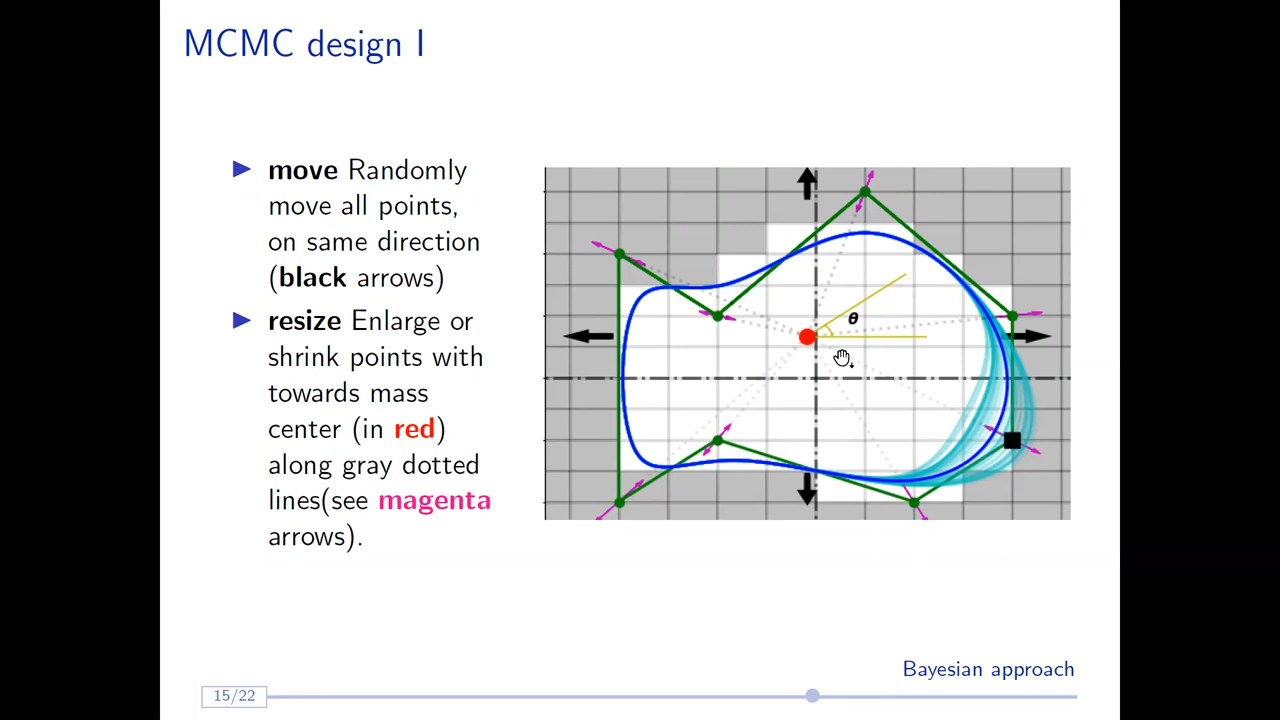 MCMC design I
▶ move Randomly
move all points,
on same direction
(black arrows)
▶ resize Enlarge or
shrink points with
towards mass
center (in red)
along gray dotted
lines(see magenta
arrows).
θ
Bayesian approach
15/22